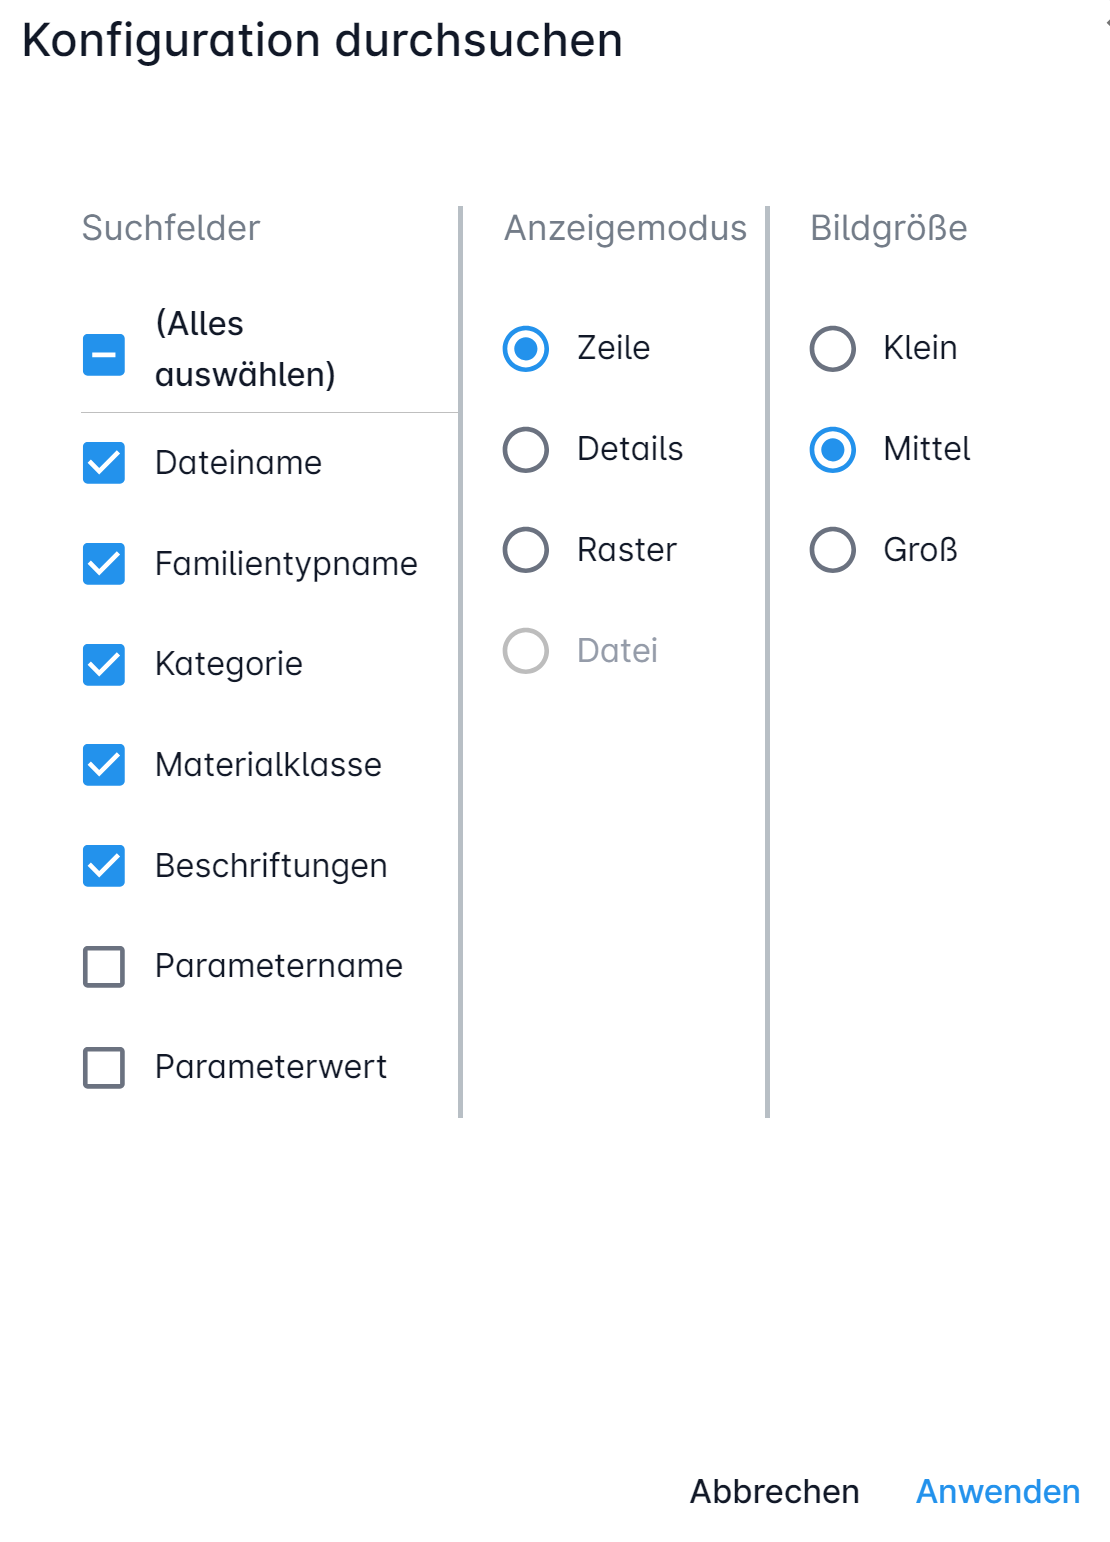 Konfiguration durchsuchen
Suchfelder
(Alles
auswählen)
Dateiname
Familientypname
Kategorie
Materialklasse
Beschriftungen
Parametername
Parameterwert
Anzeigemodus
Zeile
Details
Raster
Datei
Bildgröße
Klein
Mittel
Groß
Abbrechen
Anwenden